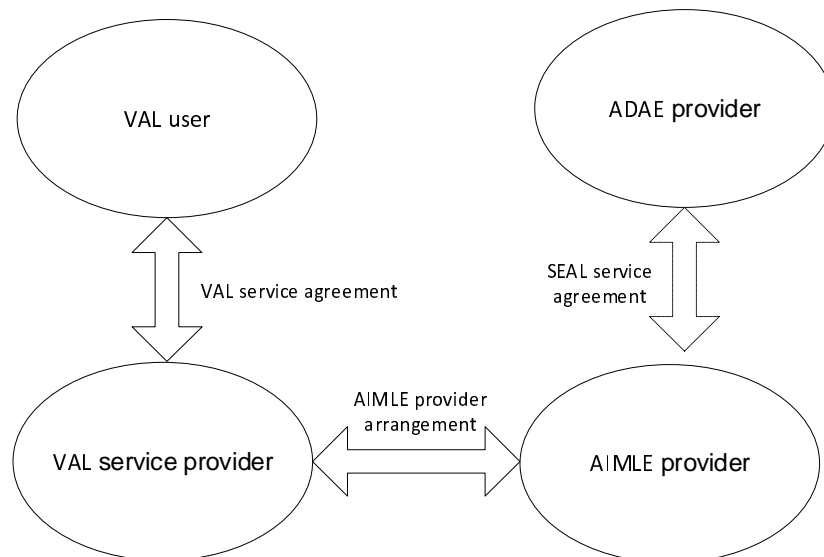 VAL user
ADAE provider
VAL service agreement
SEAL service
agreement
AIMLE provider
arrangement
VAL service provider
AIMLE provider